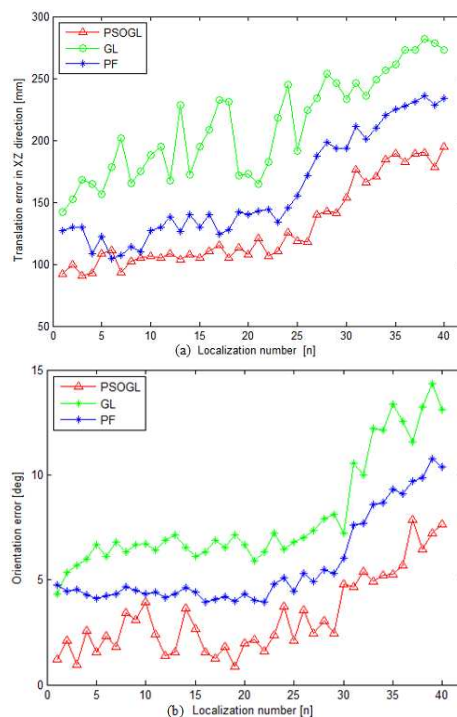 300
250
200
150
100
50
Translation error in XZ direction [mm]
PSOGL
GL
PF
0 5 10 15 20 25 30 35 40
(a) Localization number [n]
15
10
5
0
Orientation error [deg]
PSOGL
GL
PF
0 5 10 15 20 25 30 35 40
(b) Localization number [n]